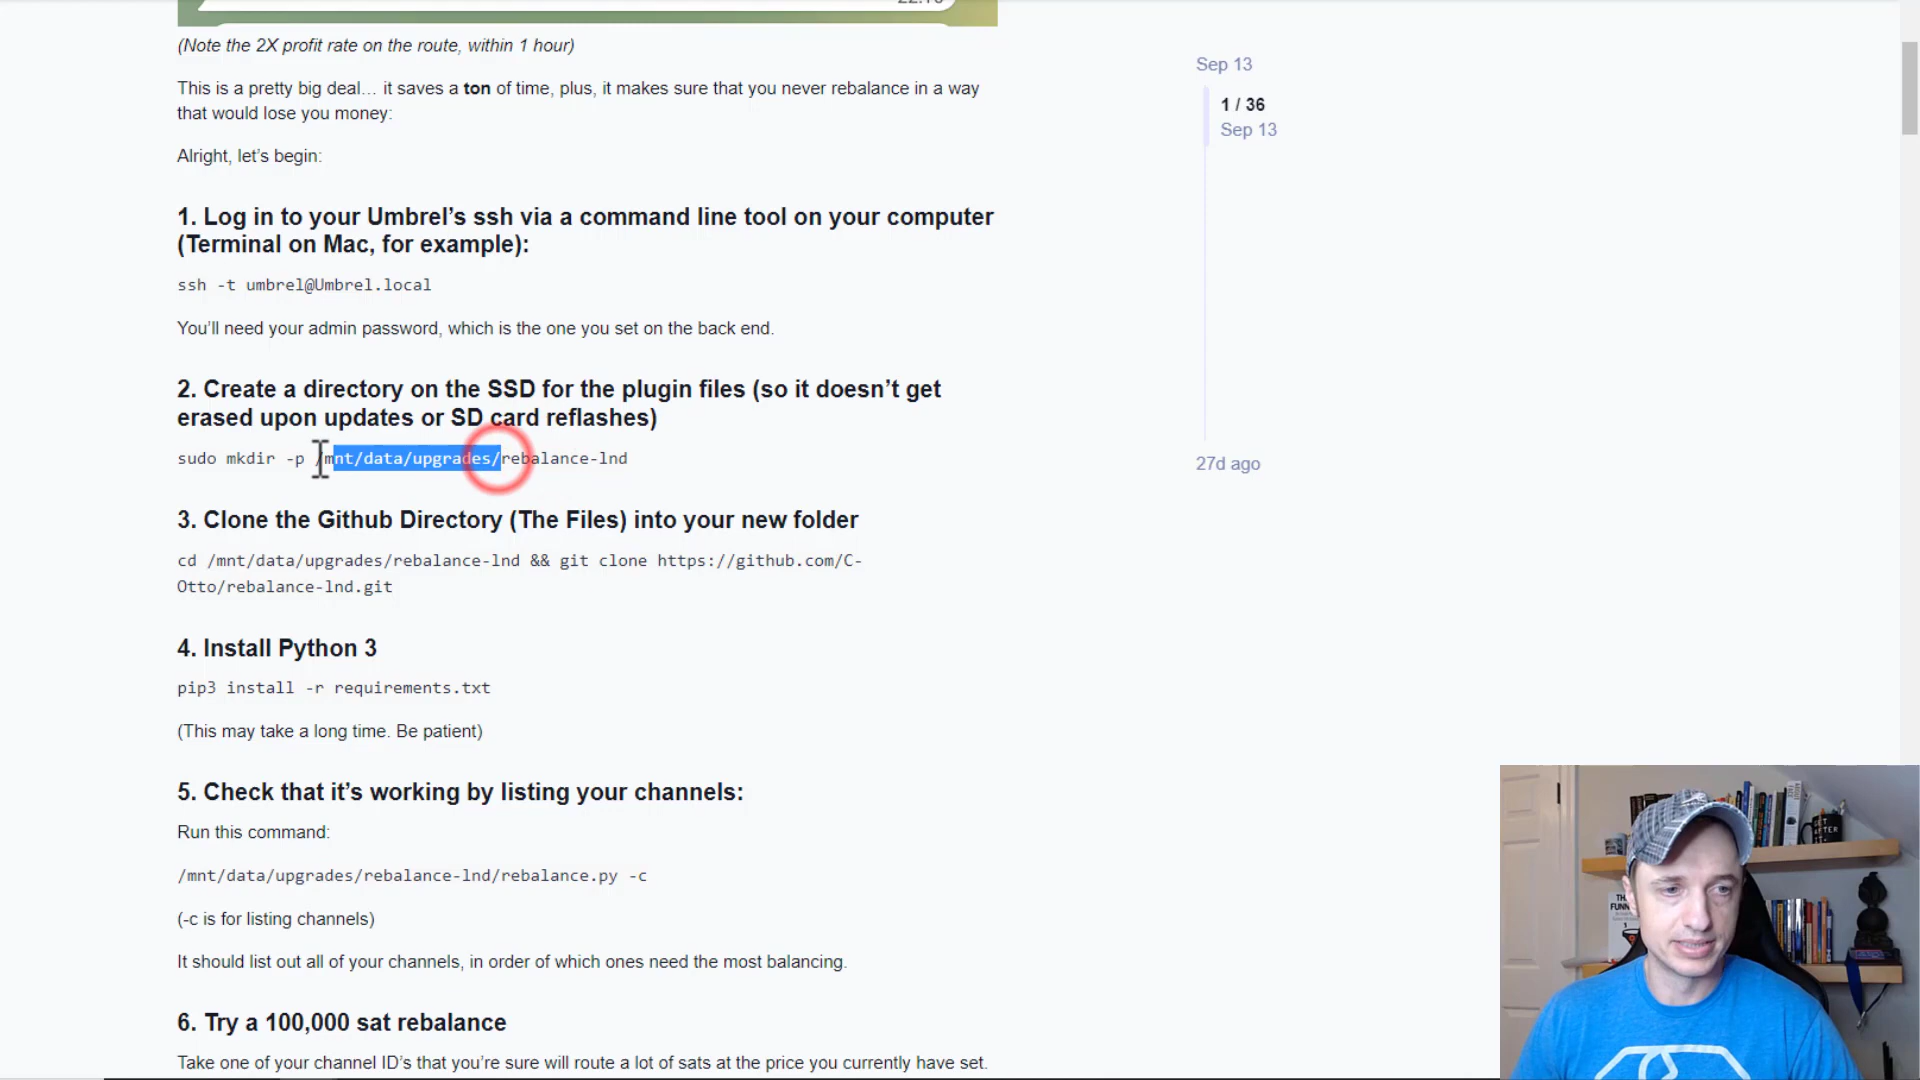 (Note the 2X profit rate on the route, within 1 hour)
This is a pretty big deal… it saves a ton of time, plus, it makes sure that you never rebalance in a way
that would lose you money:
Alright, let's begin:
1. Log in to your Umbrel's ssh via a command line tool on your computer
(Terminal on Mac, for example):
ssh -t umbrel@Umbrel.local
You'll need your admin password, which is the one you set on the back end.
2. Create a directory on the SSD for the plugin files (so it doesn't get
erased upon updates or SD card reflashes)
sudo mkdir -p /mnt/data/upgrades/rebalance-lnd
3. Clone the Github Directory (The Files) into your new folder
cd /mnt/data/upgrades/rebalance-lnd && git clone https://github.com/C-
Otto/rebalance-lnd.git
4. Install Python 3
pip3 install -r requirements.txt
(This may take a long time. Be patient)
5. Check that it's working by listing your channels:
Run this command:
/mnt/data/upgrades/rebalance-lnd/rebalance.py -c
(-c is for listing channels)
It should list out all of your channels, in order of which ones need the most balancing.
6. Try a 100,000 sat rebalance
Take one of your channel ID's that you're sure will route a lot of sats at the price you currently have set.
Sep 13
1 / 36
Sep 13
27d ago
GET
AFTER
IT